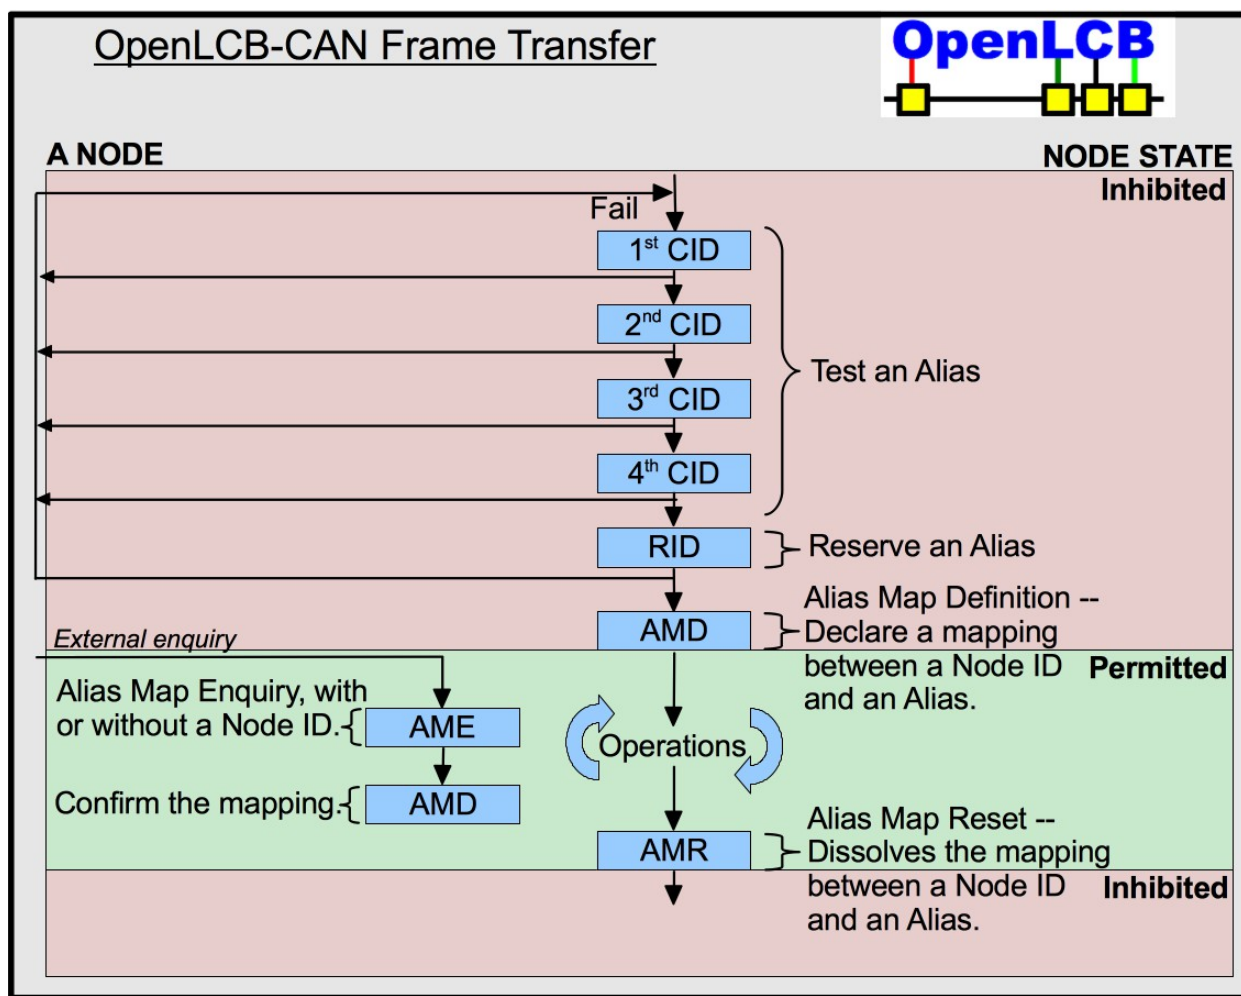 OpenLCB-CAN Frame Transfer
OpenLCB
A NODE
NODE STATE
Inhibited
Fail
1st CID
2nd CID
Test an Alias
3rd CID
4th CID
RID
Reserve an Alias
Alias Map Definition --
AMD
Declare a mapping
between a Node ID
and an Alias.
External enquiry
Permitted
Alias Map Enquiry, with
or without a Node ID.
AME
Operations
Confirm the mapping.
AMD
Alias Map Reset --
AMR
Dissolves the mapping
between a Node ID
and an Alias.
Inhibited